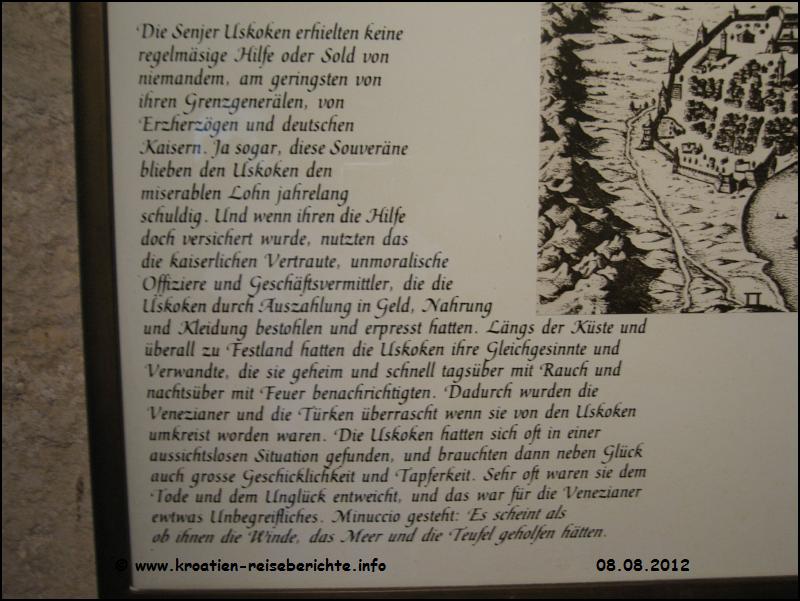 Die Senjer Uskoken erhielten keine
regelmäsige Hilfe oder Sold von
niemandem, am geringsten von
ihren Grenzgenerälen, von
Erzherzögen und deutschen
Kaisern. Ja sogar, diese Souveräne
blieben den Uskoken den
miserablen Lohn jahrelang
schuldig. Und wenn ihren die Hilfe
doch versichert wurde, nutzten das
die kaiserlichen Vertraute, unmoralische
Offiziere und Geschäftsvermittler, die die
Uskoken durch Auszahlung in Geld, Nahrung
und Kleidung bestohlen und erpresst hatten. Längs der Küste und
überall zu Festland hatten die Uskoken ihre Gleichgesinnte und
Verwandte, die sie geheim und schnell tagsüber mit Rauch und
nachtsüber mit Feuer benachrichtigten. Dadurch wurden die
Venezianer und die Türken überrascht wenn sie von den Uskoken
umkreist worden waren. Die Uskoken hatten sich oft in einer
aussichtslosen Situation gefunden, und brauchten dann neben Glück
auch grosse Geschicklichkeit und Tapferkeit. Sehr oft waren sie dem
Tode und dem Unglück entweicht, und das war für die Venezianer
ewtwas Unbegreifliches. Minuccio gesteht: Es scheint als
ob ihnen die Winde, das Meer und die Teufel geholfen hätten.
© www.kroatien-reiseberichte.info 08.08.2012